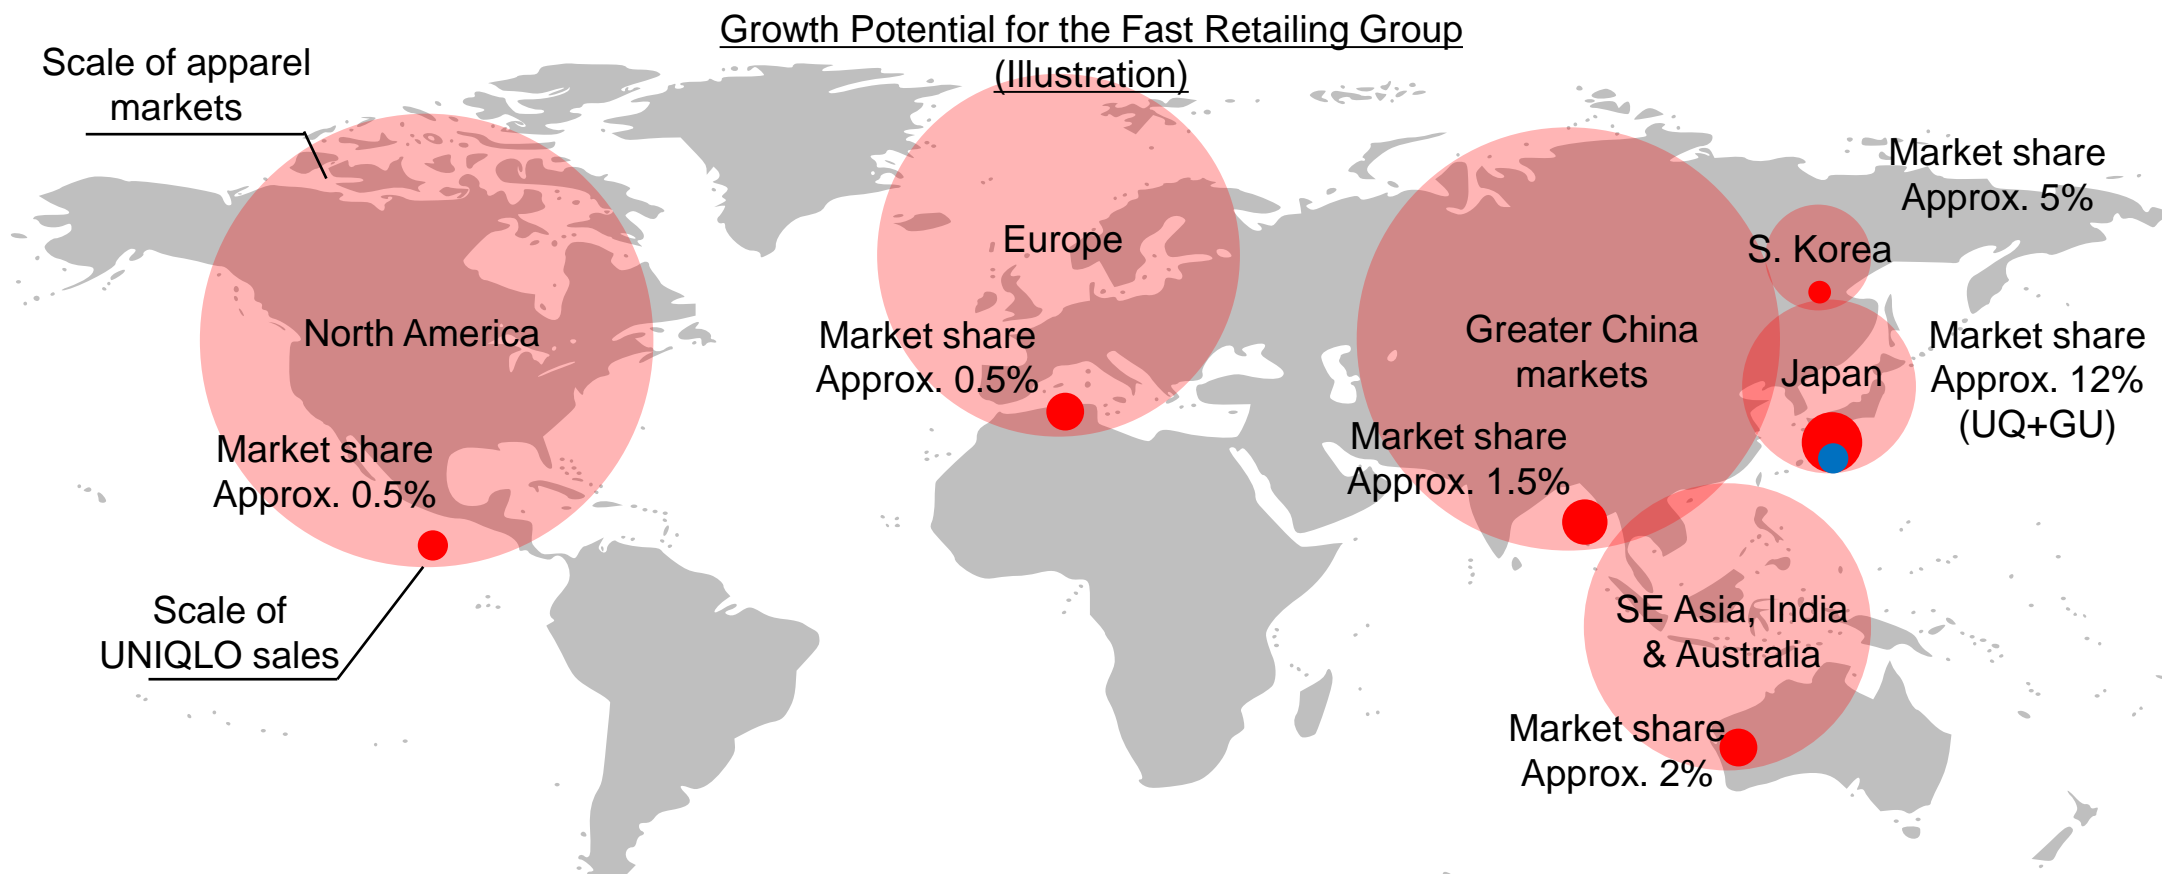 Growth Potential for the Fast Retailing Group
(Illustration)
Scale of apparel
markets
North America
Market share
Approx. 0.5%
Scale of
UNIQLO sales
Europe
Market share
Approx. 0.5%
Greater China
markets
Market share
Approx. 1.5%
S. Korea
Market share
Approx. 5%
Japan
Market share
Approx. 12%
(UQ+GU)
SE Asia, India
& Australia
Market share
Approx. 2%